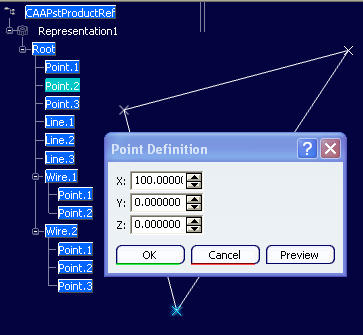 CAAPstProductRef
Representation1
Root
Point.1
Point.2
Point.3
Line.1
Line.2
Line.3
Wire.1
Point.1
Point.2
Wire.2
Point.1
Point.2
Point.3
Point Definition
X: 100.0000
Y: 0.000000
Z: 0.000000
OK Cancel Preview